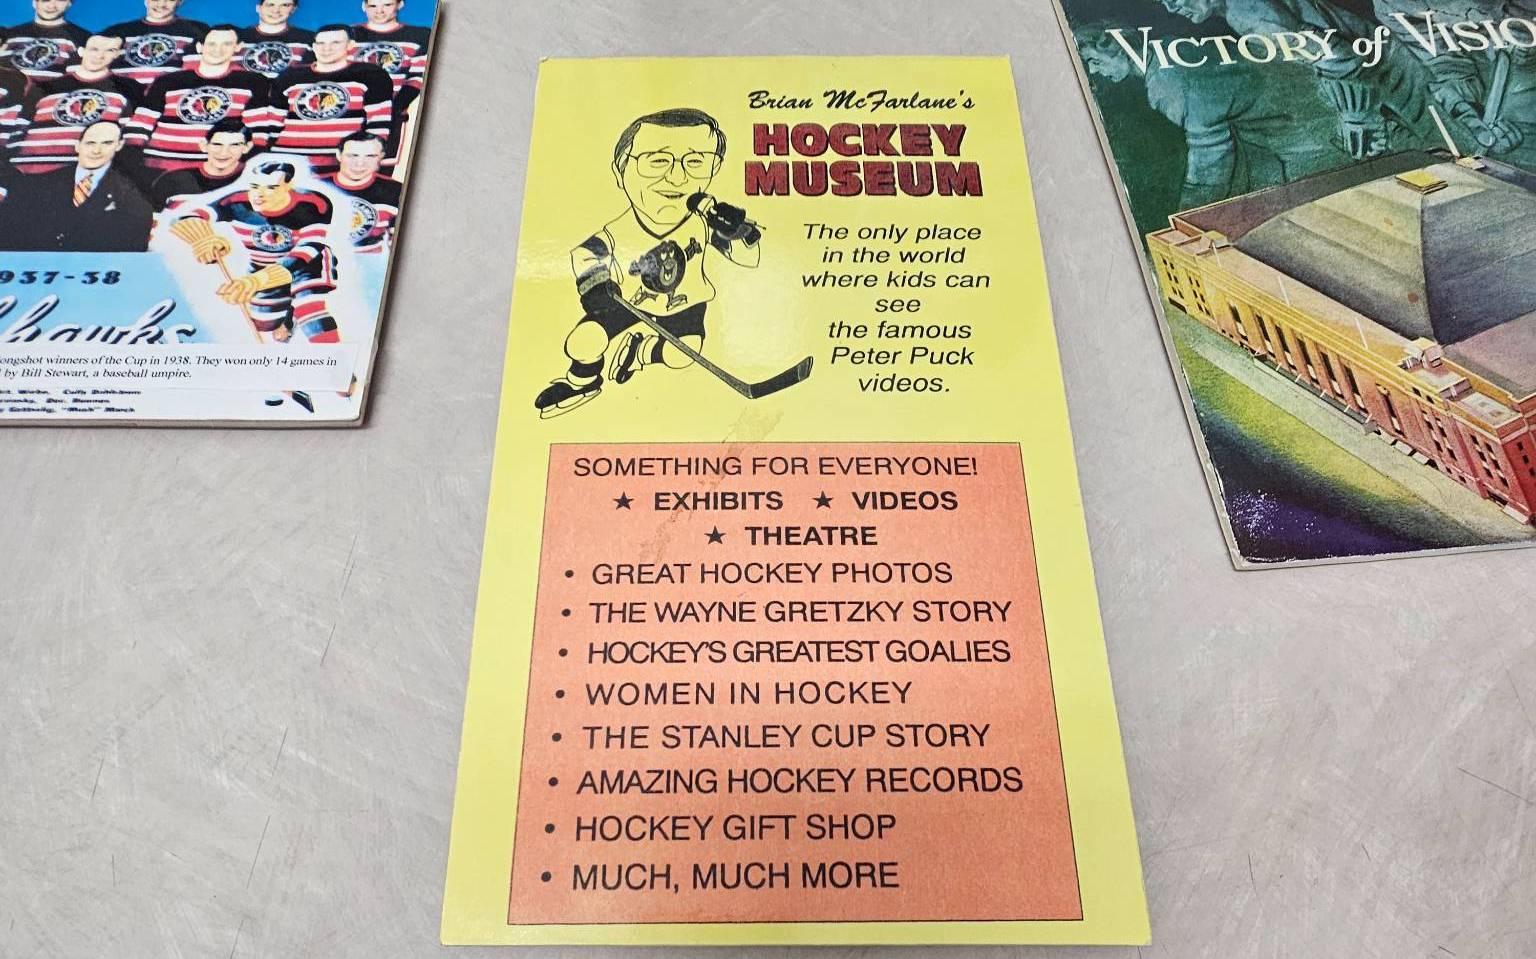 1937-38
longshot winners of the Cup in 1938. They won only 14 games in
by Bill Stewart, a baseball umpire.
Brian McFarlane's
HOCKEY
MUSEUM
The only place
in the world
where kids can
see
the famous
Peter Puck
videos.
SOMETHING FOR EVERYONE!
★ EXHIBITS ★ VIDEOS
★ THEATRE
• GREAT HOCKEY PHOTOS
• THE WAYNE GRETZKY STORY
• HOCKEY'S GREATEST GOALIES
• WOMEN IN HOCKEY
• THE STANLEY CUP STORY
• AMAZING HOCKEY RECORDS
• HOCKEY GIFT SHOP
• MUCH, MUCH MORE
VICTORY of VISIO